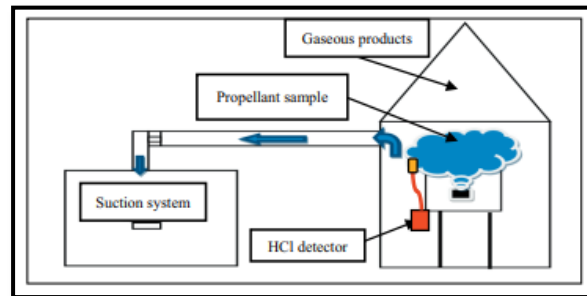 Gaseous products
Propellant sample
Suction system
HCl detector